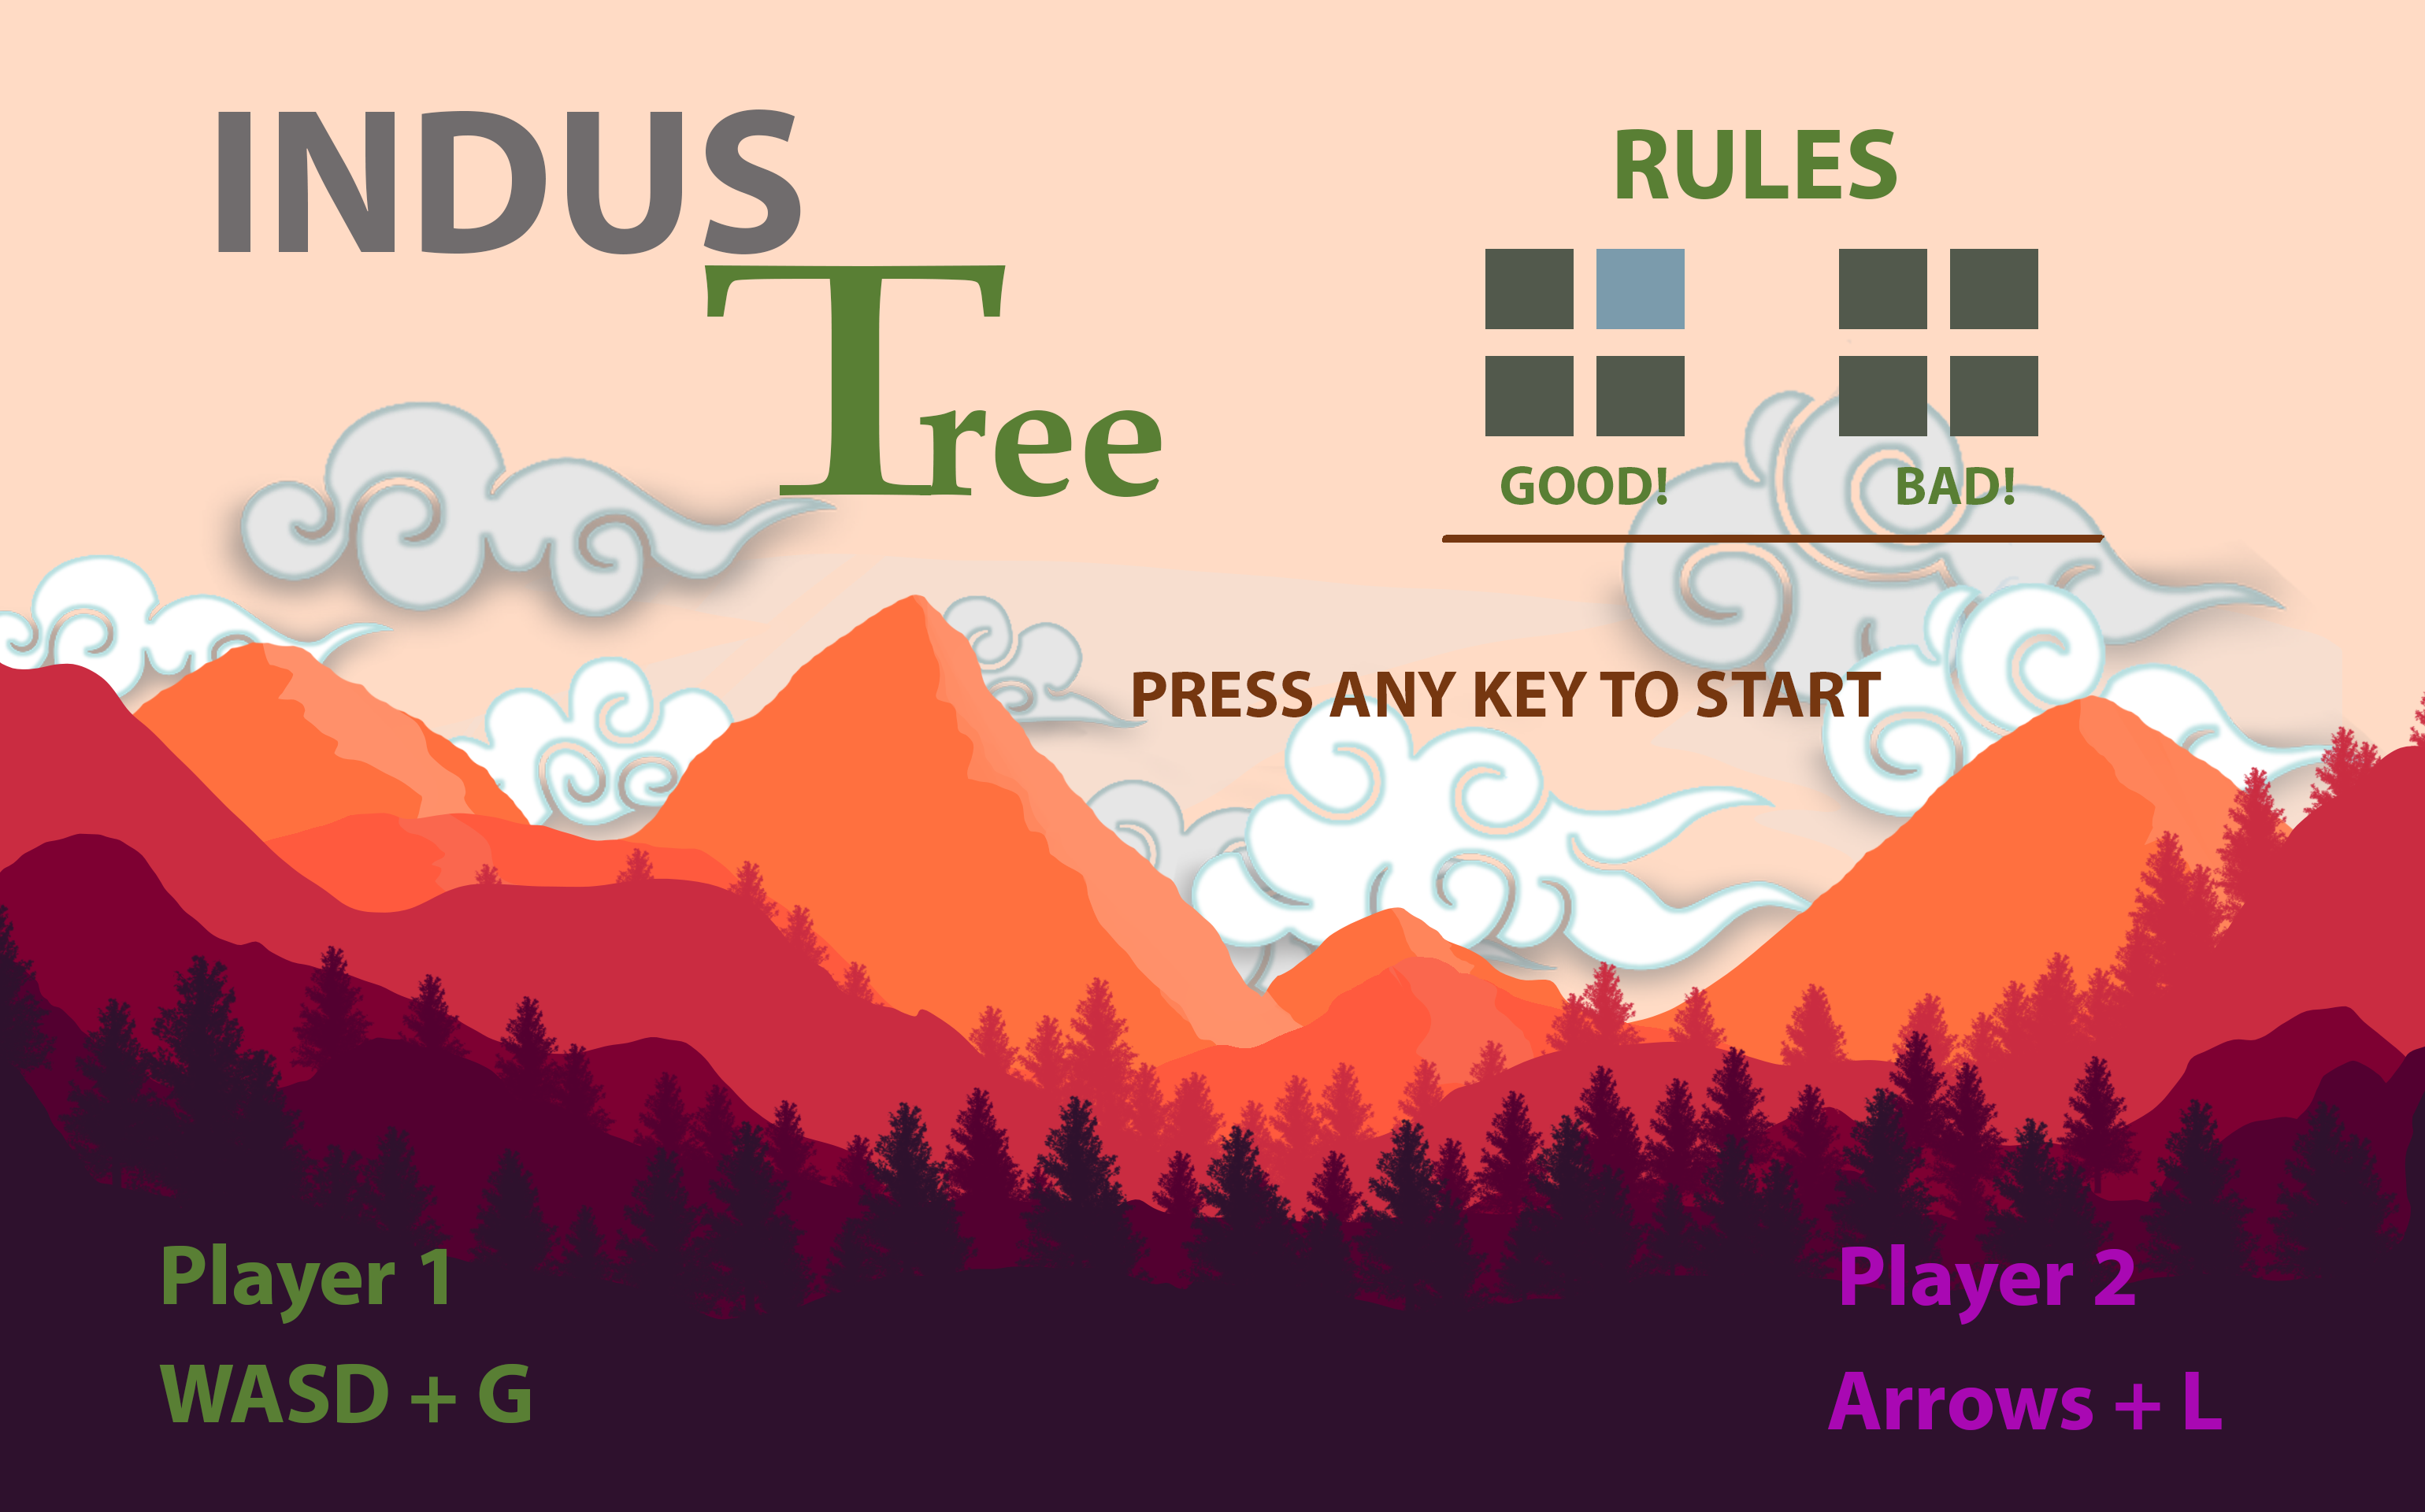 INDUS
Tree
RULES
GOOD!
BAD!
PRESS ANY KEY TO START
Player 1
WASD + G
Player 2
Arrows + L